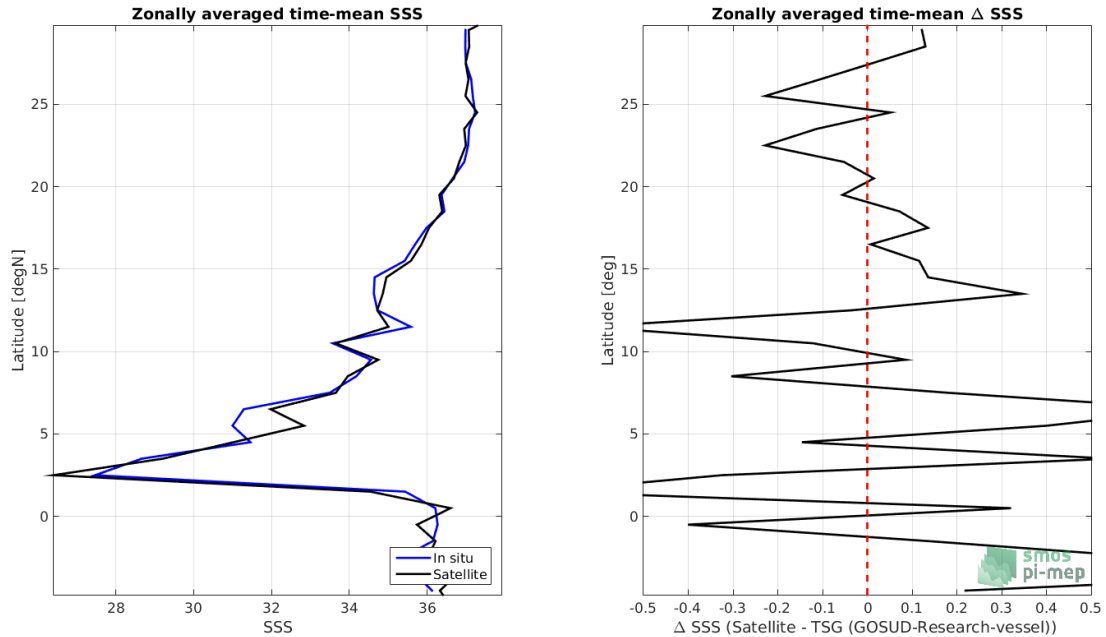 Zonally averaged time-mean SSS
25
20
15
10
5
0
Latitude [degN]
28
30
32
34
36
SSS
In situ
Satellite
Zonally averaged time-mean Δ SSS
25
20
15
10
5
0
Latitude [deg]
-0.5
-0.4
-0.3
-0.2
-0.1
0
0.1
0.2
0.3
0.4
0.5
Δ SSS (Satellite - TSG (GOSUD-Research-vessel))
smos
pi-mep